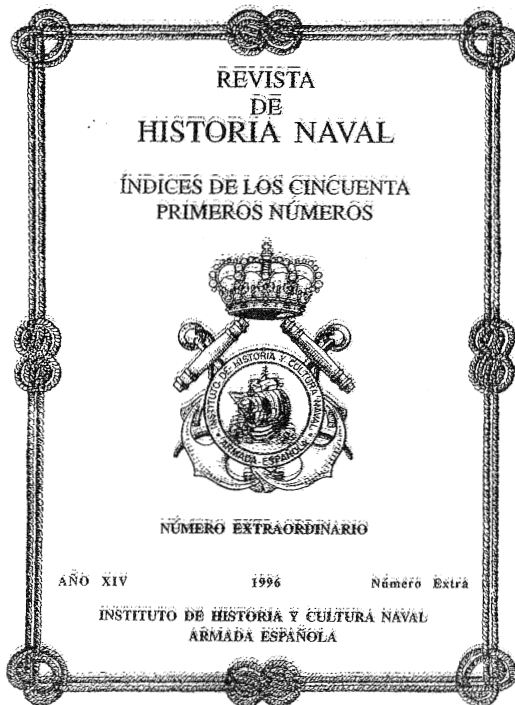 REVISTA
DE
HISTORIA NAVAL
ÍNDICES DE LOS CINCUENTA
PRIMEROS NÚMEROS
INSTITUTO DE HISTORIA Y CULTURA NAVAL
ARMADA ESPAÑOLA
NÚMERO EXTRAORDINARIO
AÑO XIV 1996 Número Extra
INSTITUTO DE HISTORIA Y CULTURA NAVAL
ARMADA ESPAÑOLA